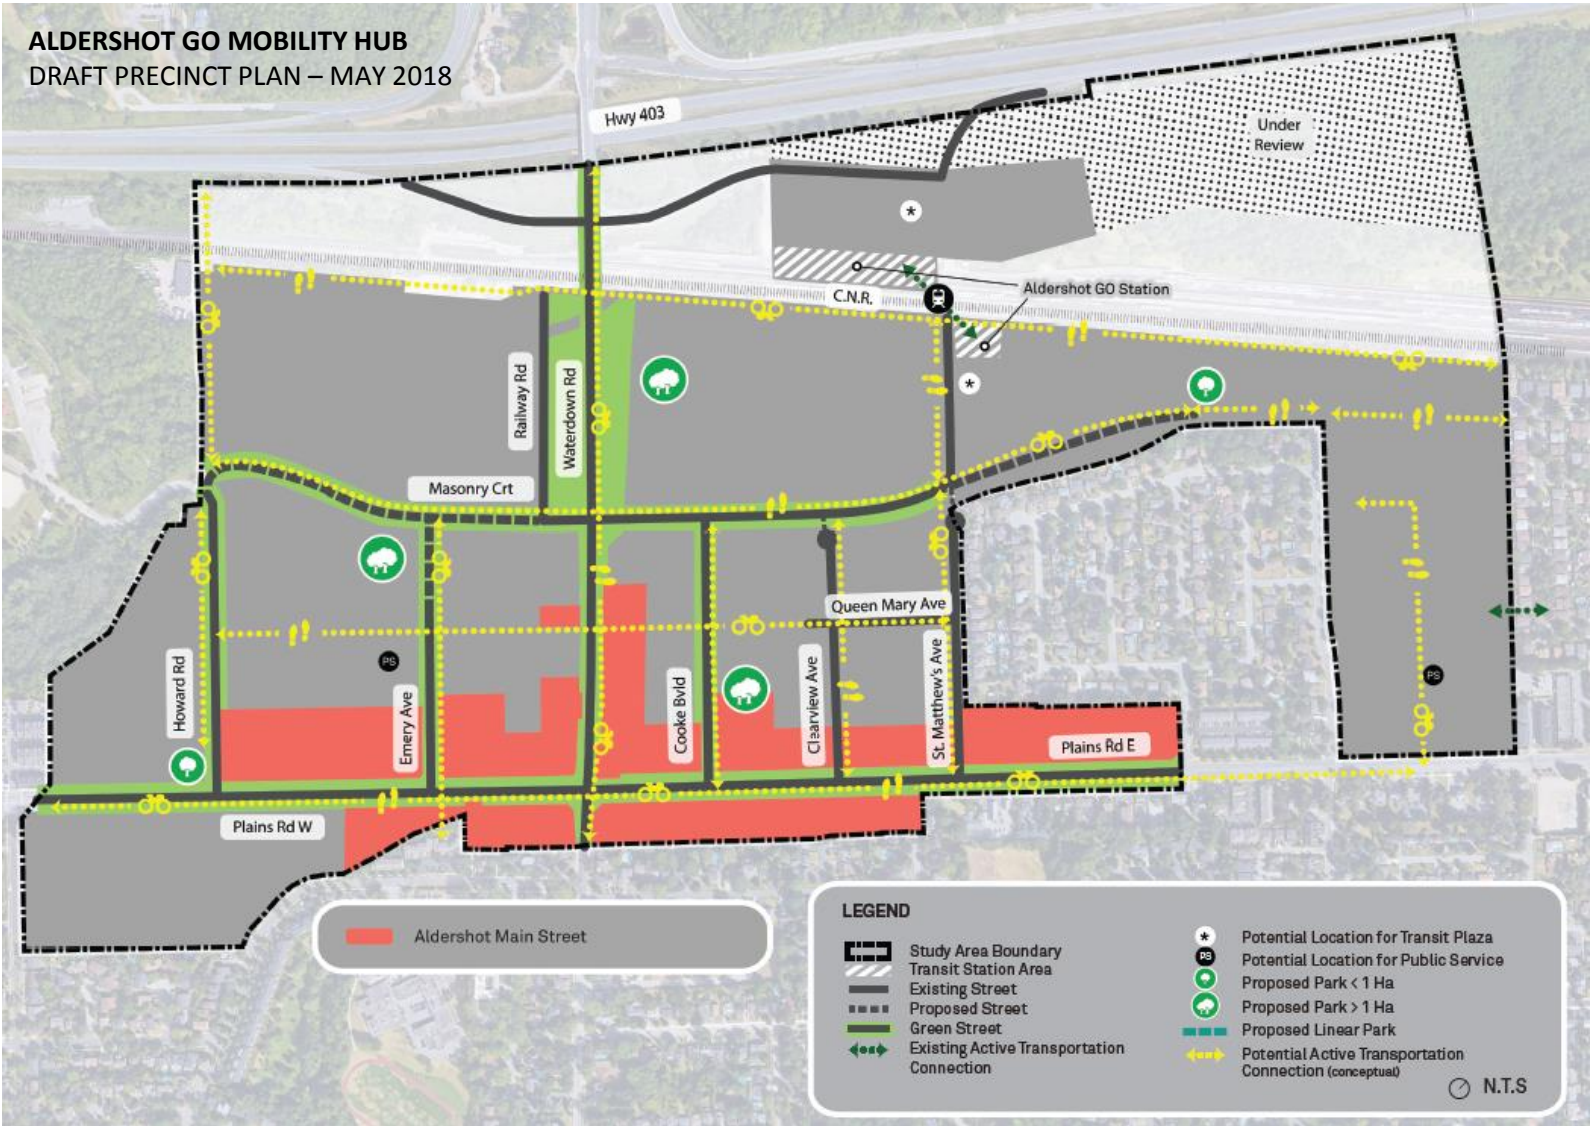 ALDERSHOT GO MOBILITY HUB
DRAFT PRECINCT PLAN – MAY 2018
Hwy 403
Under
Review
*
Aldershot GO Station
C.N.R.
*
Railway Rd
Waterdown Rd
Masonry Crt
Queen Mary Ave
PS
PS
Howard Rd
Emery Ave
Cooke Bvld
Clearview Ave
St. Matthew's Ave
Plains Rd E
Plains Rd W
Aldershot Main Street
LEGEND
Study Area Boundary
Transit Station Area
Existing Street
Proposed Street
Green Street
Existing Active Transportation
Connection
* Potential Location for Transit Plaza
PS Potential Location for Public Service
Proposed Park < 1 Ha
Proposed Park > 1 Ha
Proposed Linear Park
Potential Active Transportation
Connection (conceptual)
N.T.S